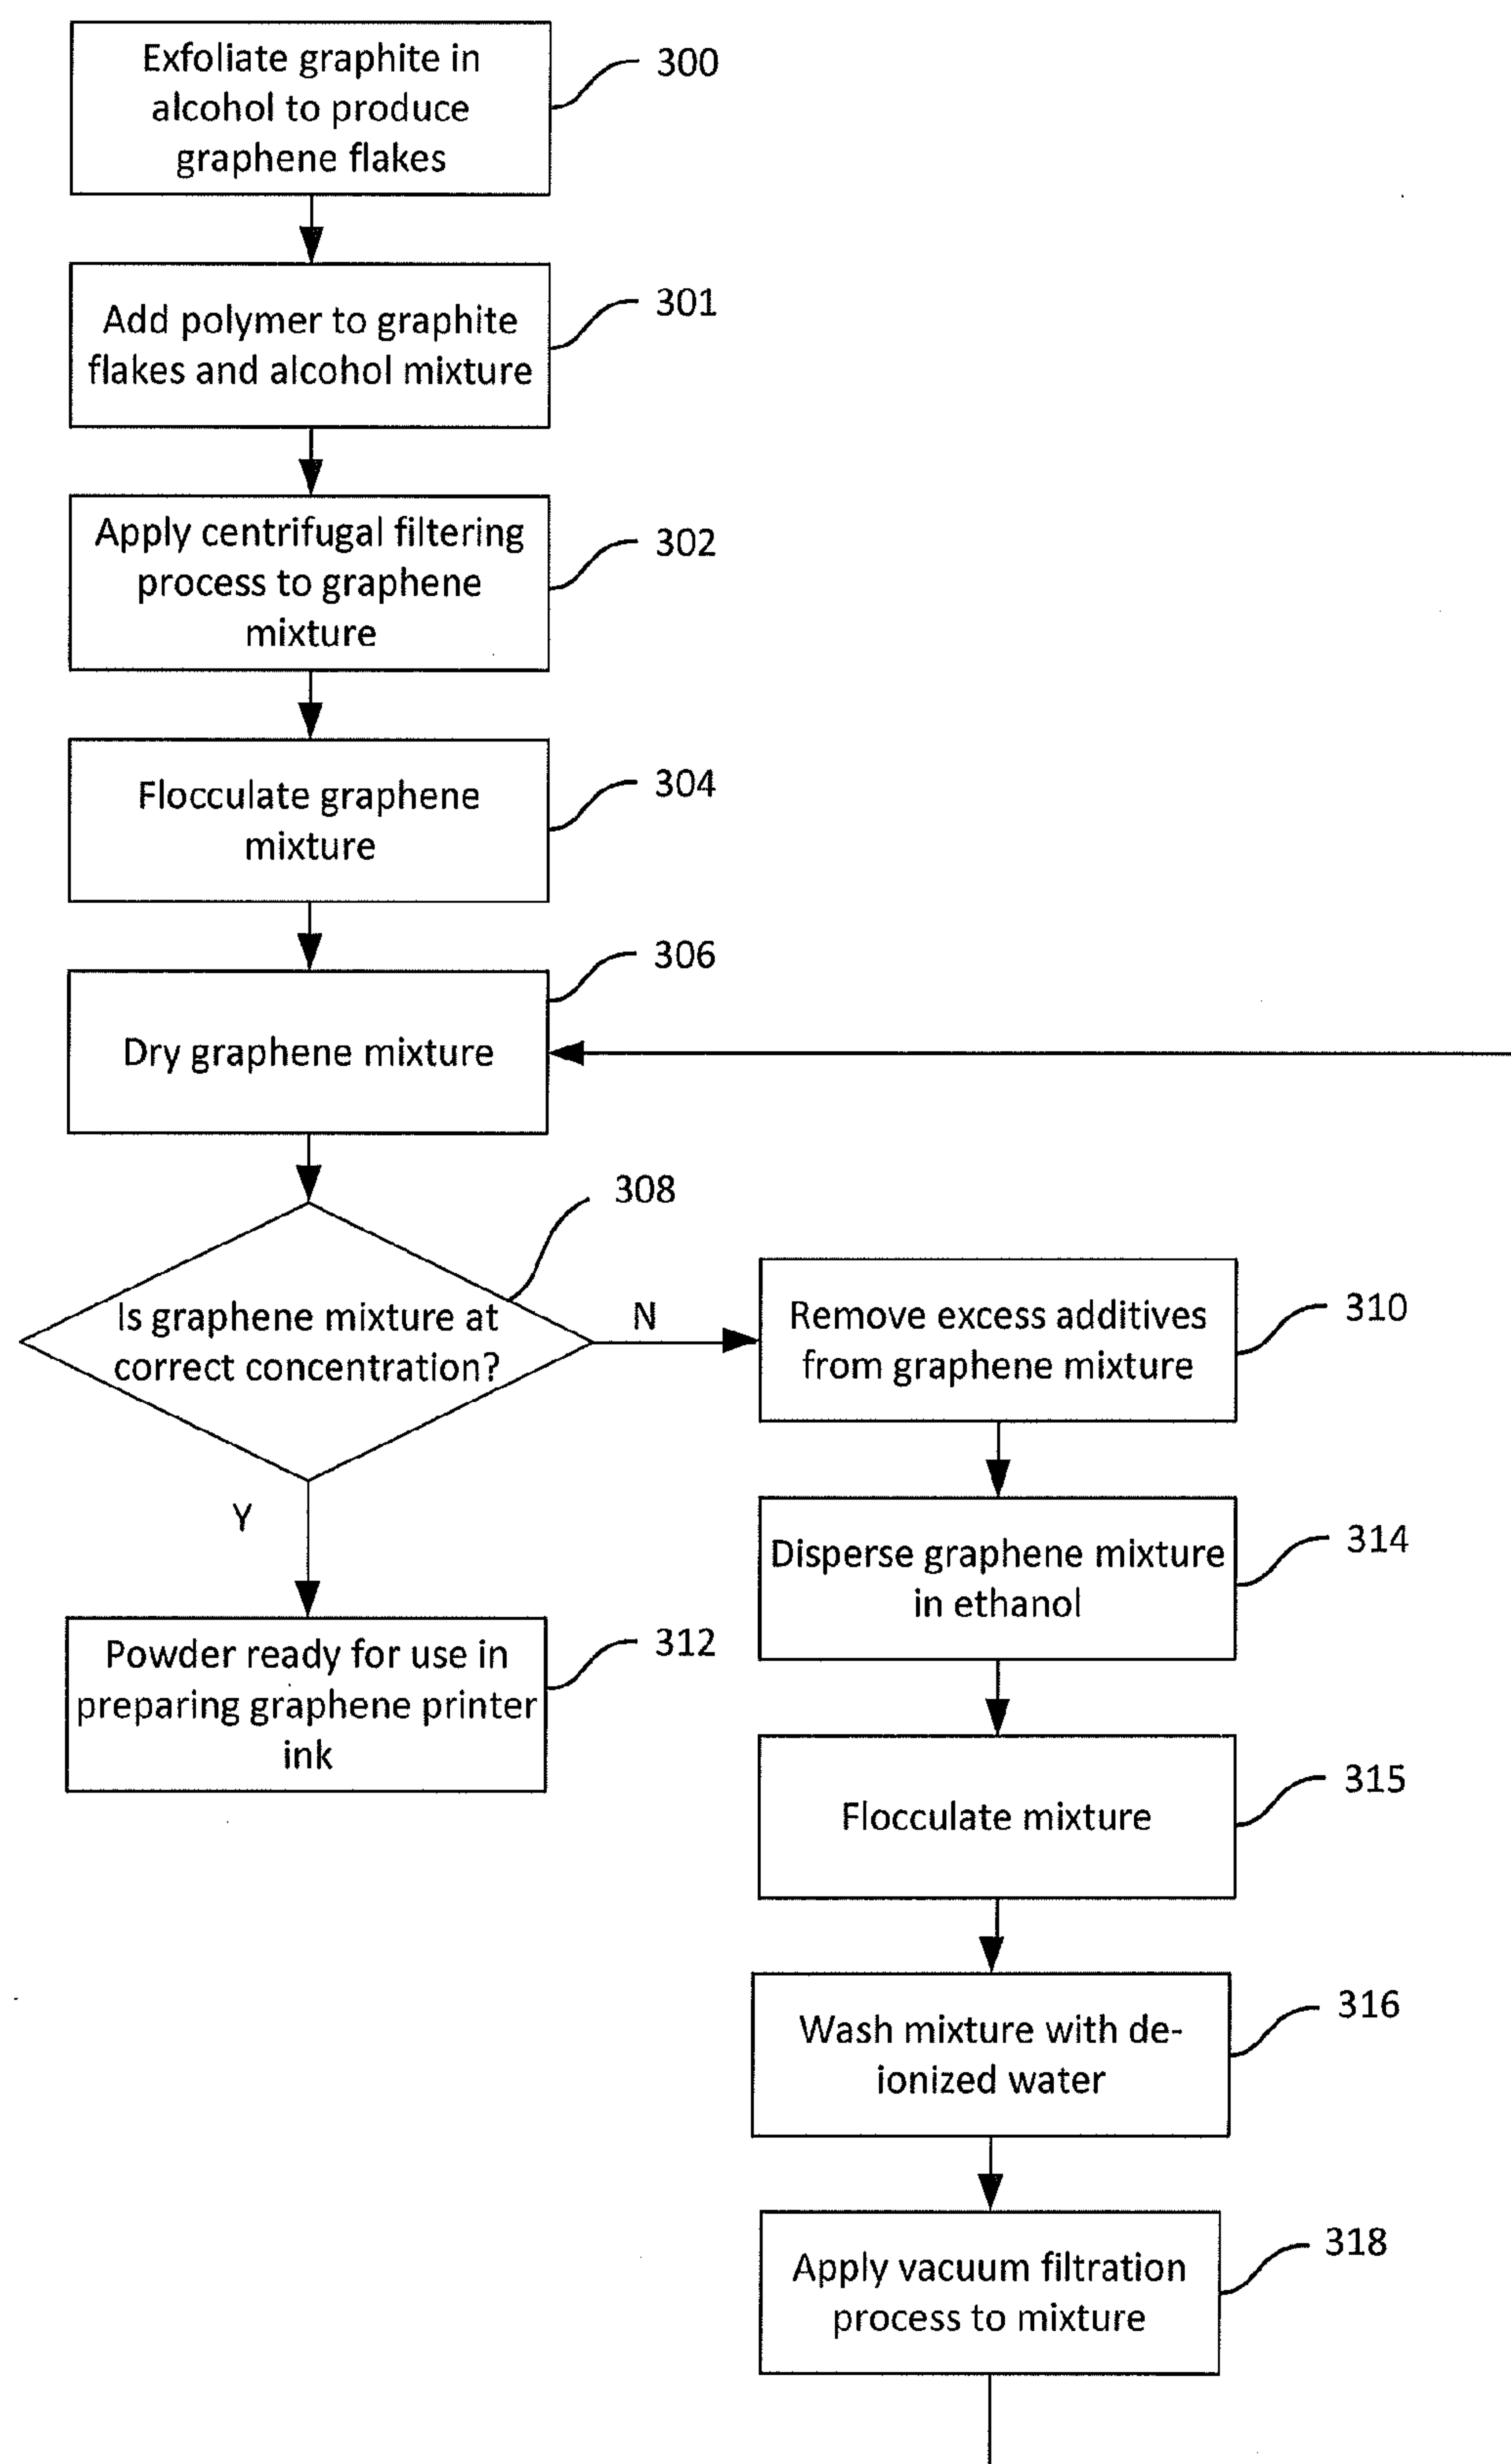 Exfoliate graphite in
alcohol to produce
graphene flakes
300
Add polymer to graphite
flakes and alcohol mixture
301
Apply centrifugal filtering
process to graphene
mixture
302
Flocculate graphene
mixture
304
Dry graphene mixture
306
Is graphene mixture at
correct concentration?
308
N
Y
Remove excess additives
from graphene mixture
310
Powder ready for use in
preparing graphene printer
ink
312
Disperse graphene mixture
in ethanol
314
Flocculate mixture
315
Wash mixture with de-
ionized water
316
Apply vacuum filtration
process to mixture
318